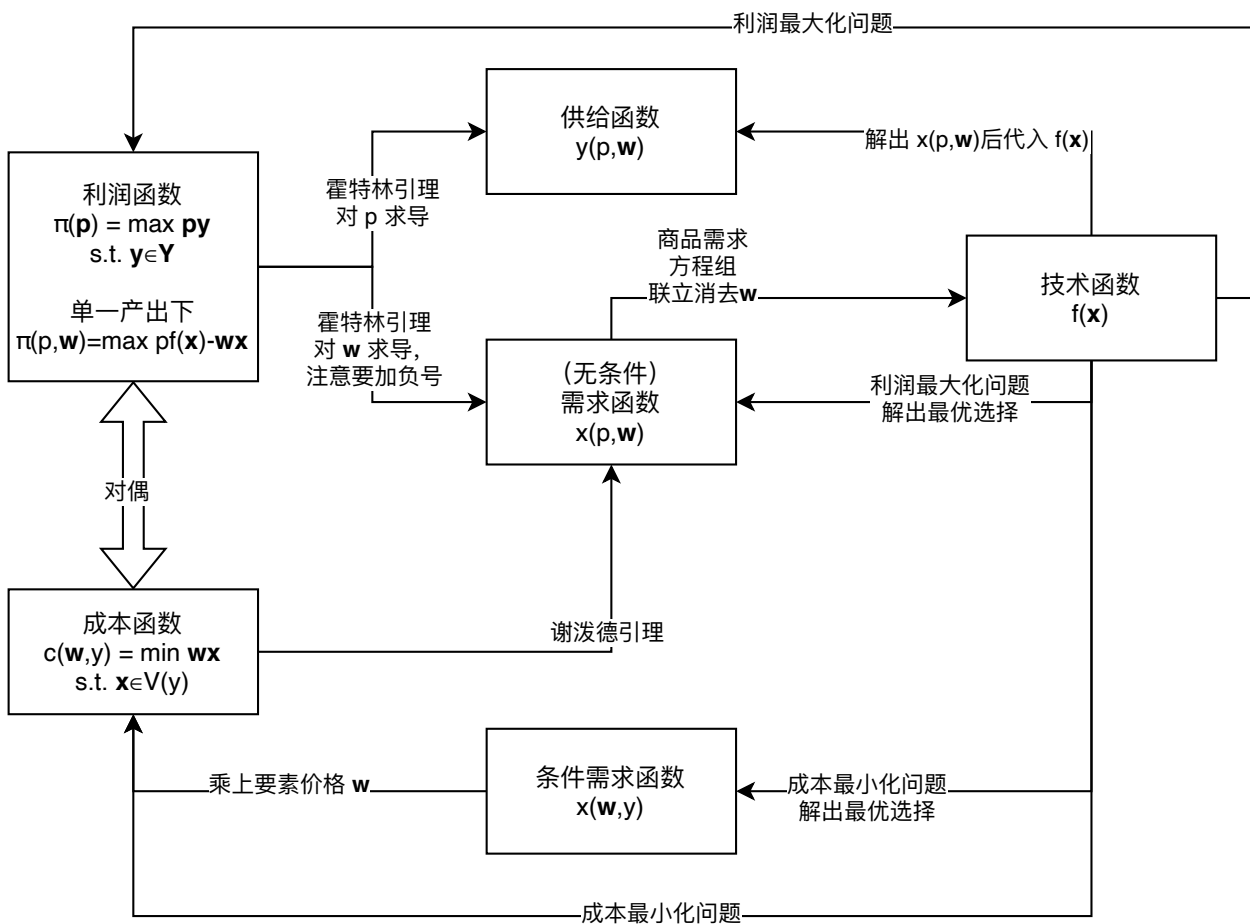 利润最大化问题
供给函数
y(p,w)
解出 x(p,w)后代入 f(x)
利润函数
π(p) = max py
s.t. y∈Y
单一产出下
π(p,w)=max pf(x)-wx
霍特林引理
对 p 求导
商品需求
方程组
联立消去w
技术函数
f(x)
霍特林引理
对 w 求导,
注意要加负号
（无条件）
需求函数
x(p,w)
利润最大化问题
解出最优选择
对偶
成本函数
c(w,y) = min wx
s.t. x∈V(y)
谢泼德引理
乘上要素价格 w
条件需求函数
x(w,y)
成本最小化问题
解出最优选择
成本最小化问题